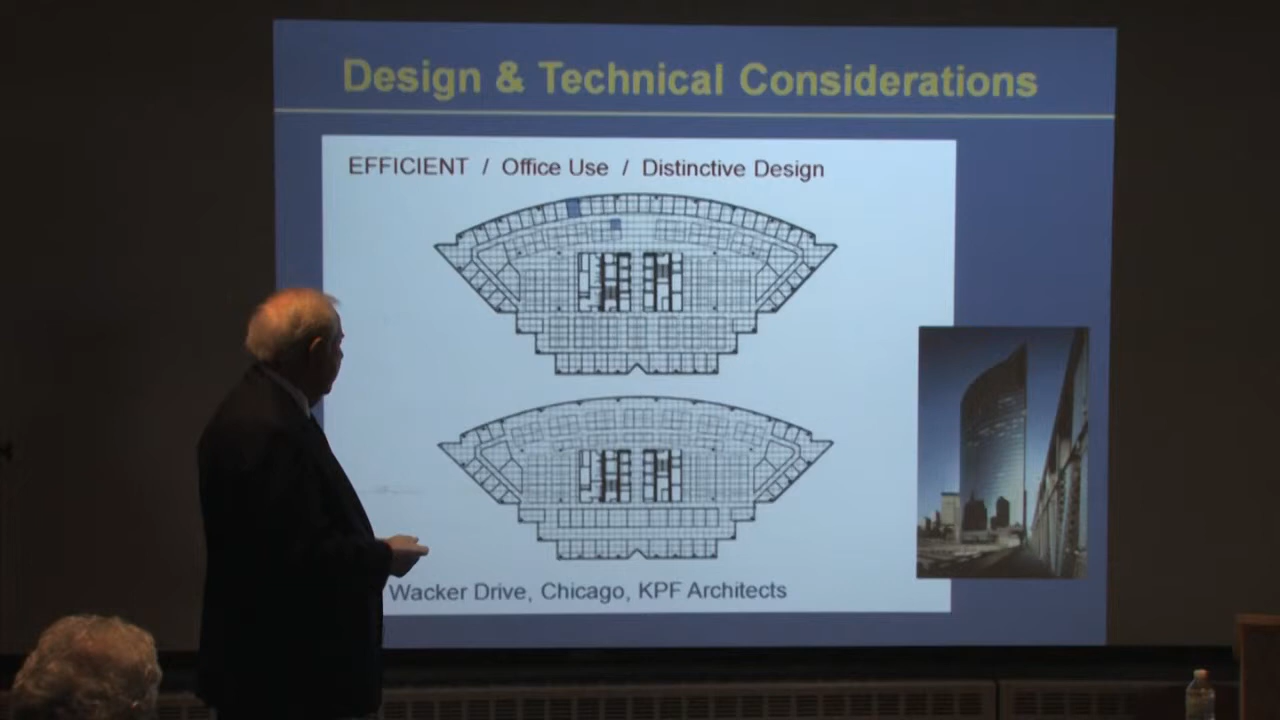 Design & Technical Considerations
EFFICIENT / Office Use / Distinctive Design
Wacker Drive, Chicago, KPF Architects